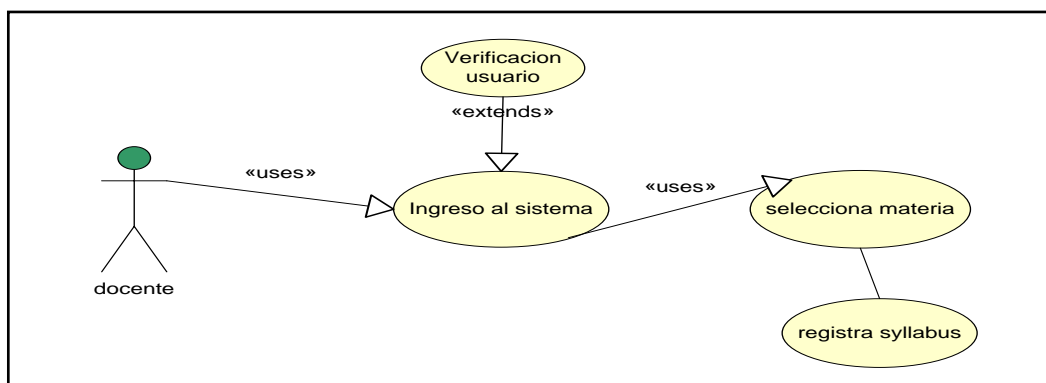 Verificacion
usuario
«extends»
«uses»
«uses»
Ingreso al sistema
selecciona materia
docente
registra syllabus